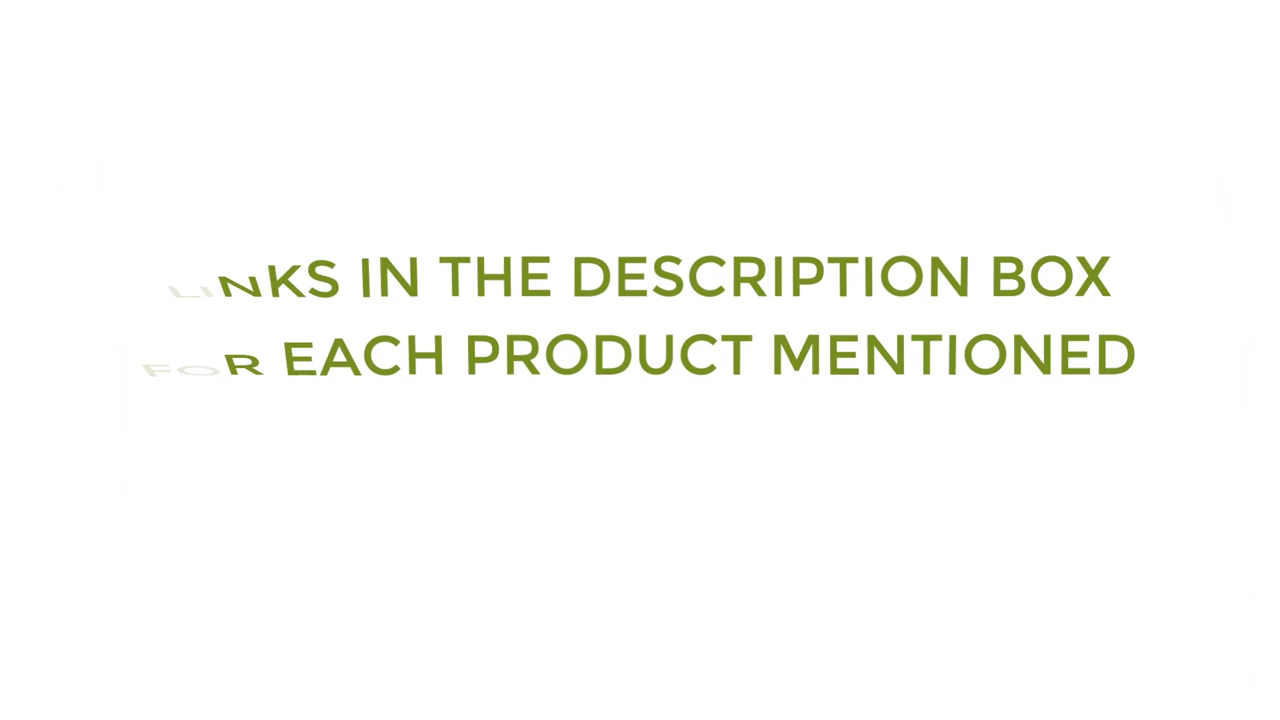 LINKS IN THE DESCRIPTION BOX
FOR EACH PRODUCT MENTIONED